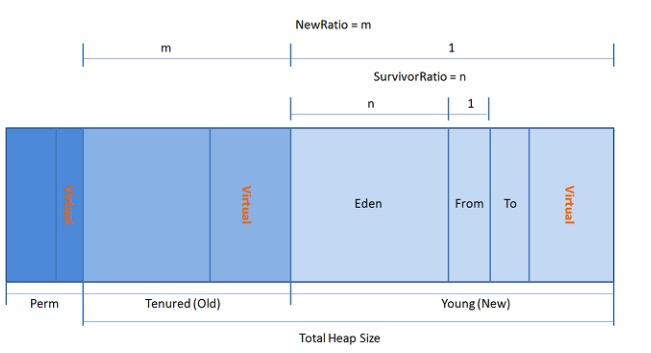 NewRatio = m
m
1
SurvivorRatio = n
n
1
Virtual
Virtual
Eden
From
To
Virtual
Perm
Tenured (Old)
Young (New)
Total Heap Size